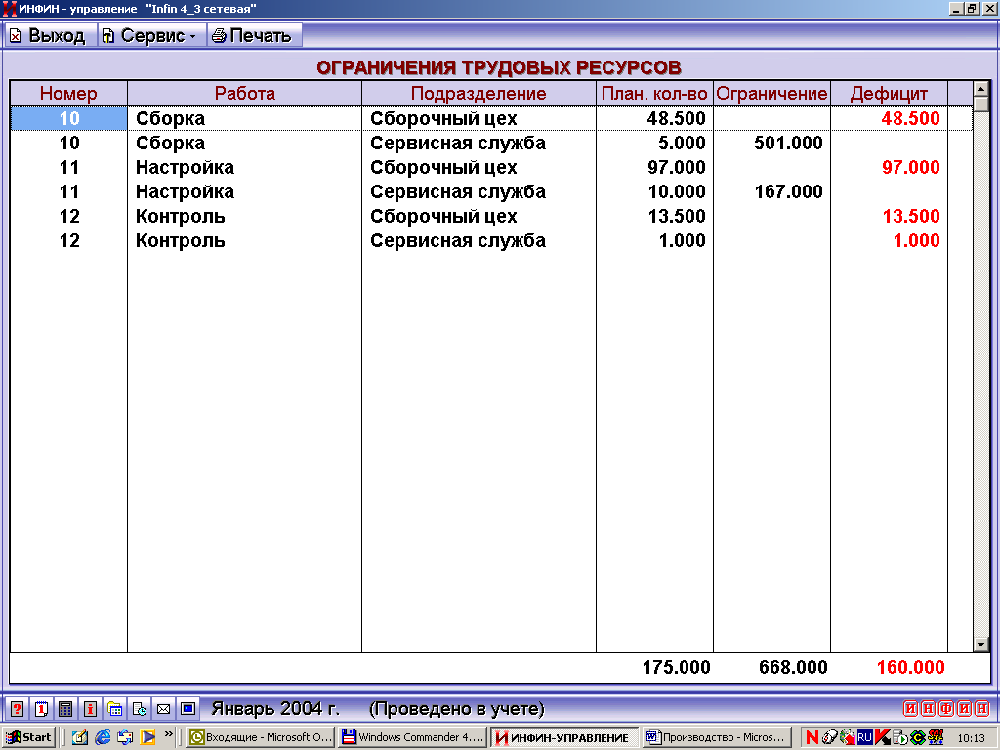 ИНФИН - управление "Infin 4_3 сетевая"
Выход Сервис Печать
ОГРАНИЧЕНИЯ ТРУДОВЫХ РЕСУРСОВ
Номер Работа Подразделение План. кол-во Ограничение Дефицит
10 Сборка Сборочный цех 48.500 48.500
10 Сборка Сервисная служба 5.000 501.000
11 Настройка Сборочный цех 97.000 97.000
11 Настройка Сервисная служба 10.000 167.000
12 Контроль Сборочный цех 13.500 13.500
12 Контроль Сервисная служба 1.000 1.000
175.000 668.000 160.000
Январь 2004 г. (Проведено в учете) ИНФИН
Start Входящие - Microsoft O... Windows Commander 4.... ИНФИН-УПРАВЛЕНИЕ Производство - Micros... RU 10:13